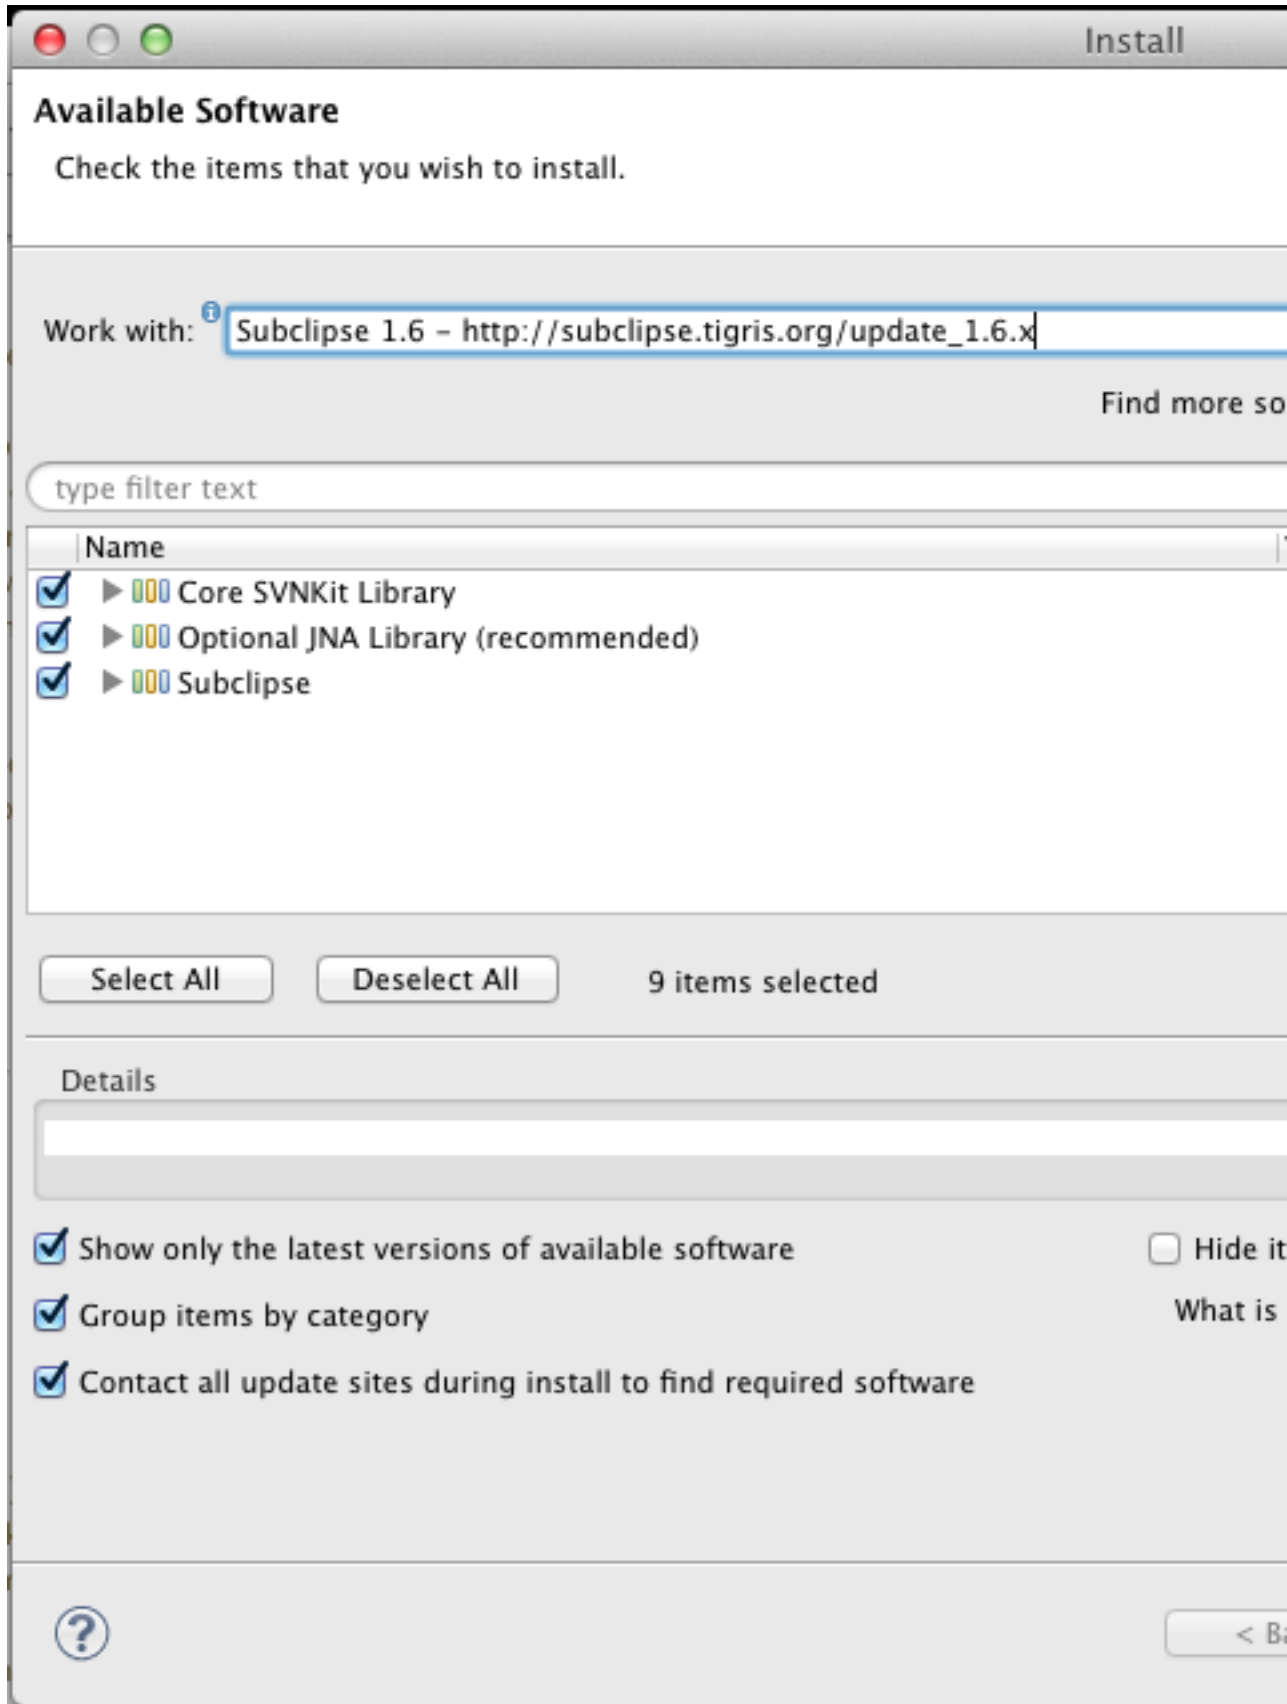 Install
Available Software
Check the items that you wish to install.
Work with: Subclipse 1.6 – http://subclipse.tigris.org/update_1.6.x
Find more so
type filter text
Name
Core SVNKit Library
Optional JNA Library (recommended)
Subclipse
Select All Deselect All 9 items selected
Details
Show only the latest versions of available software Hide it
Group items by category What is
Contact all update sites during install to find required software
? < Ba